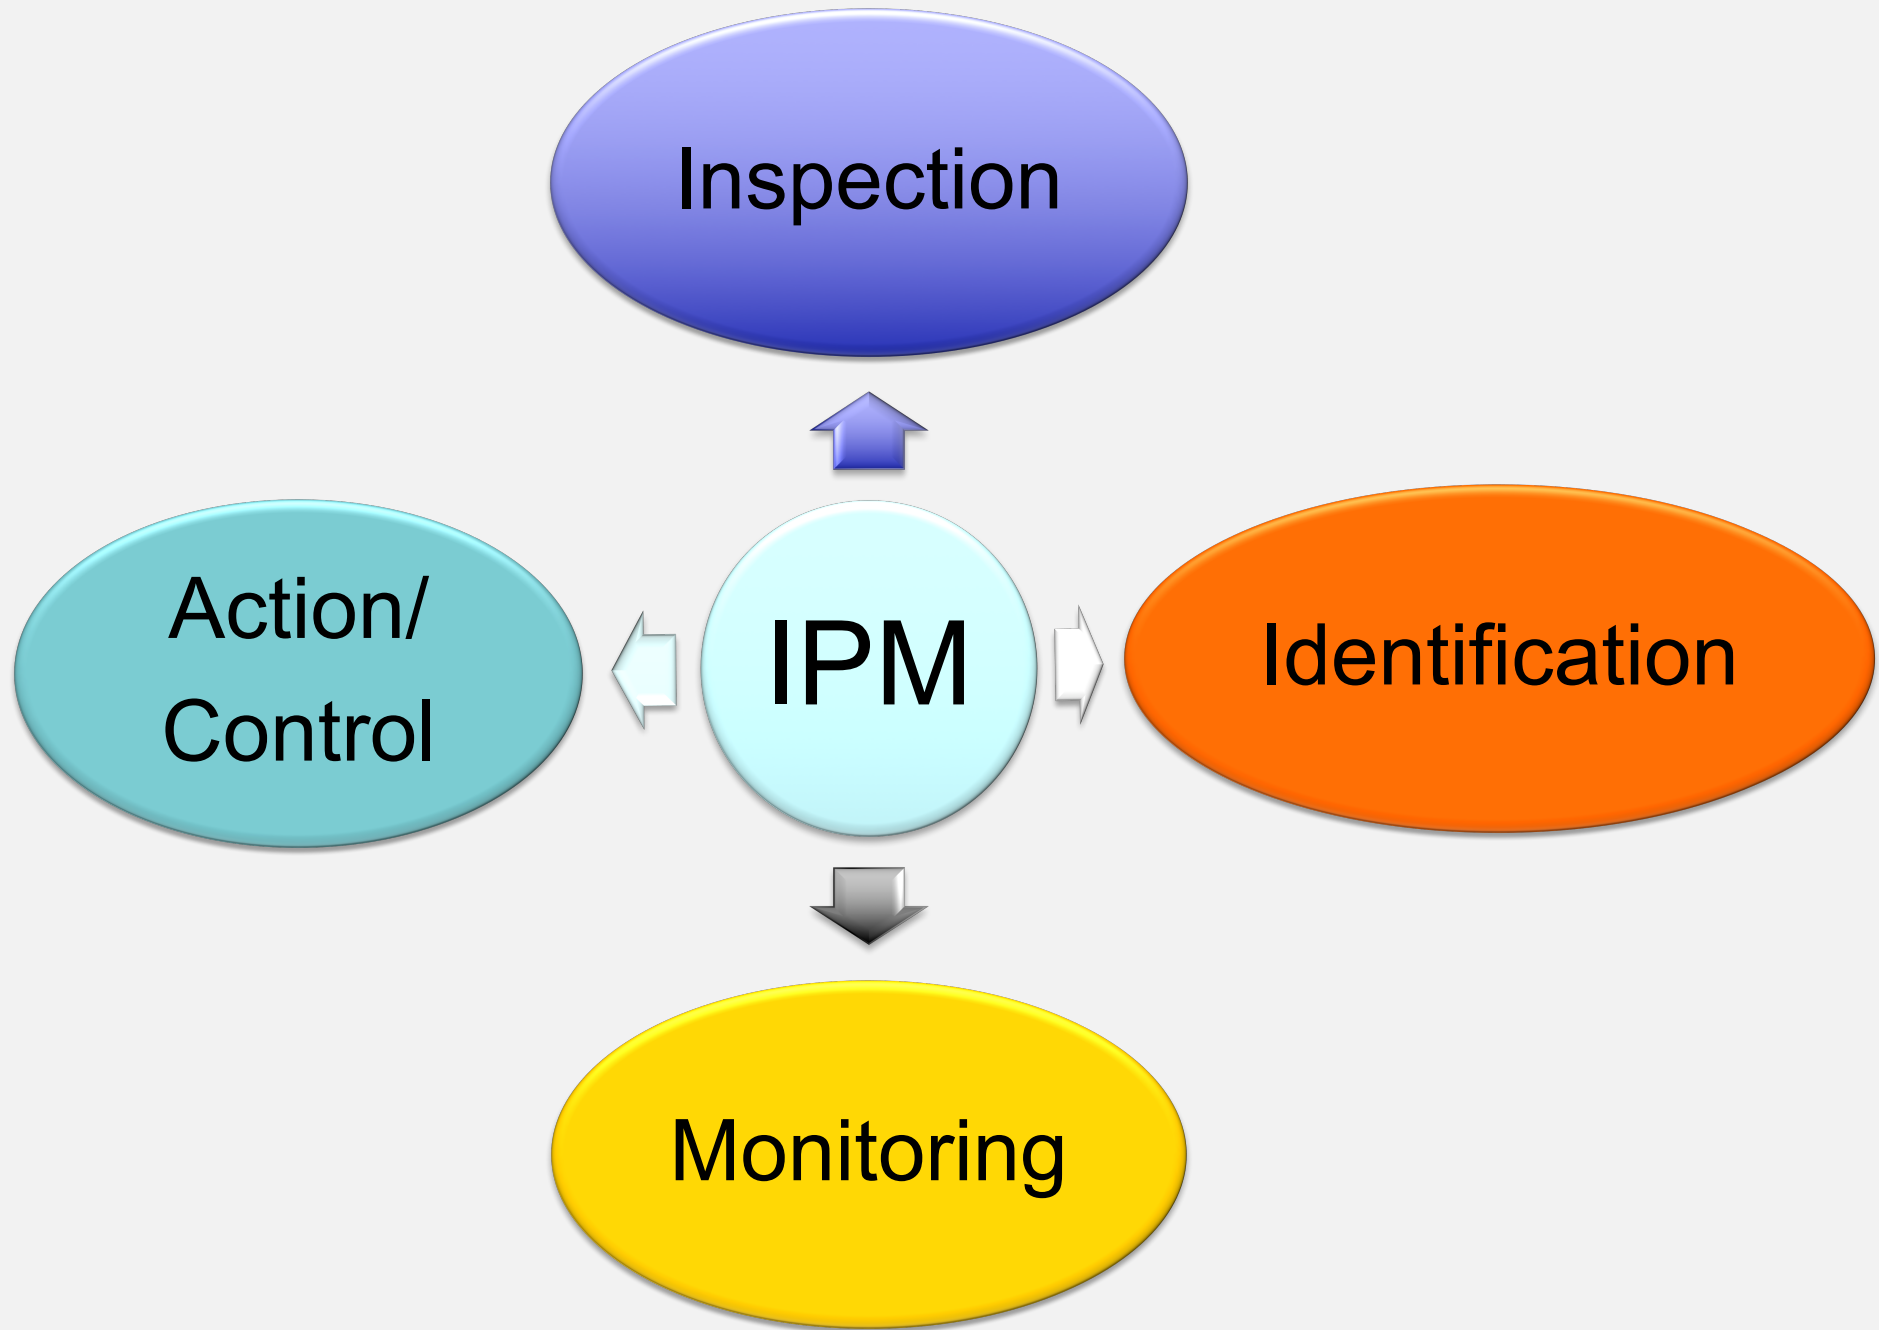 Inspection
Action/
Control
IPM
Identification
Monitoring